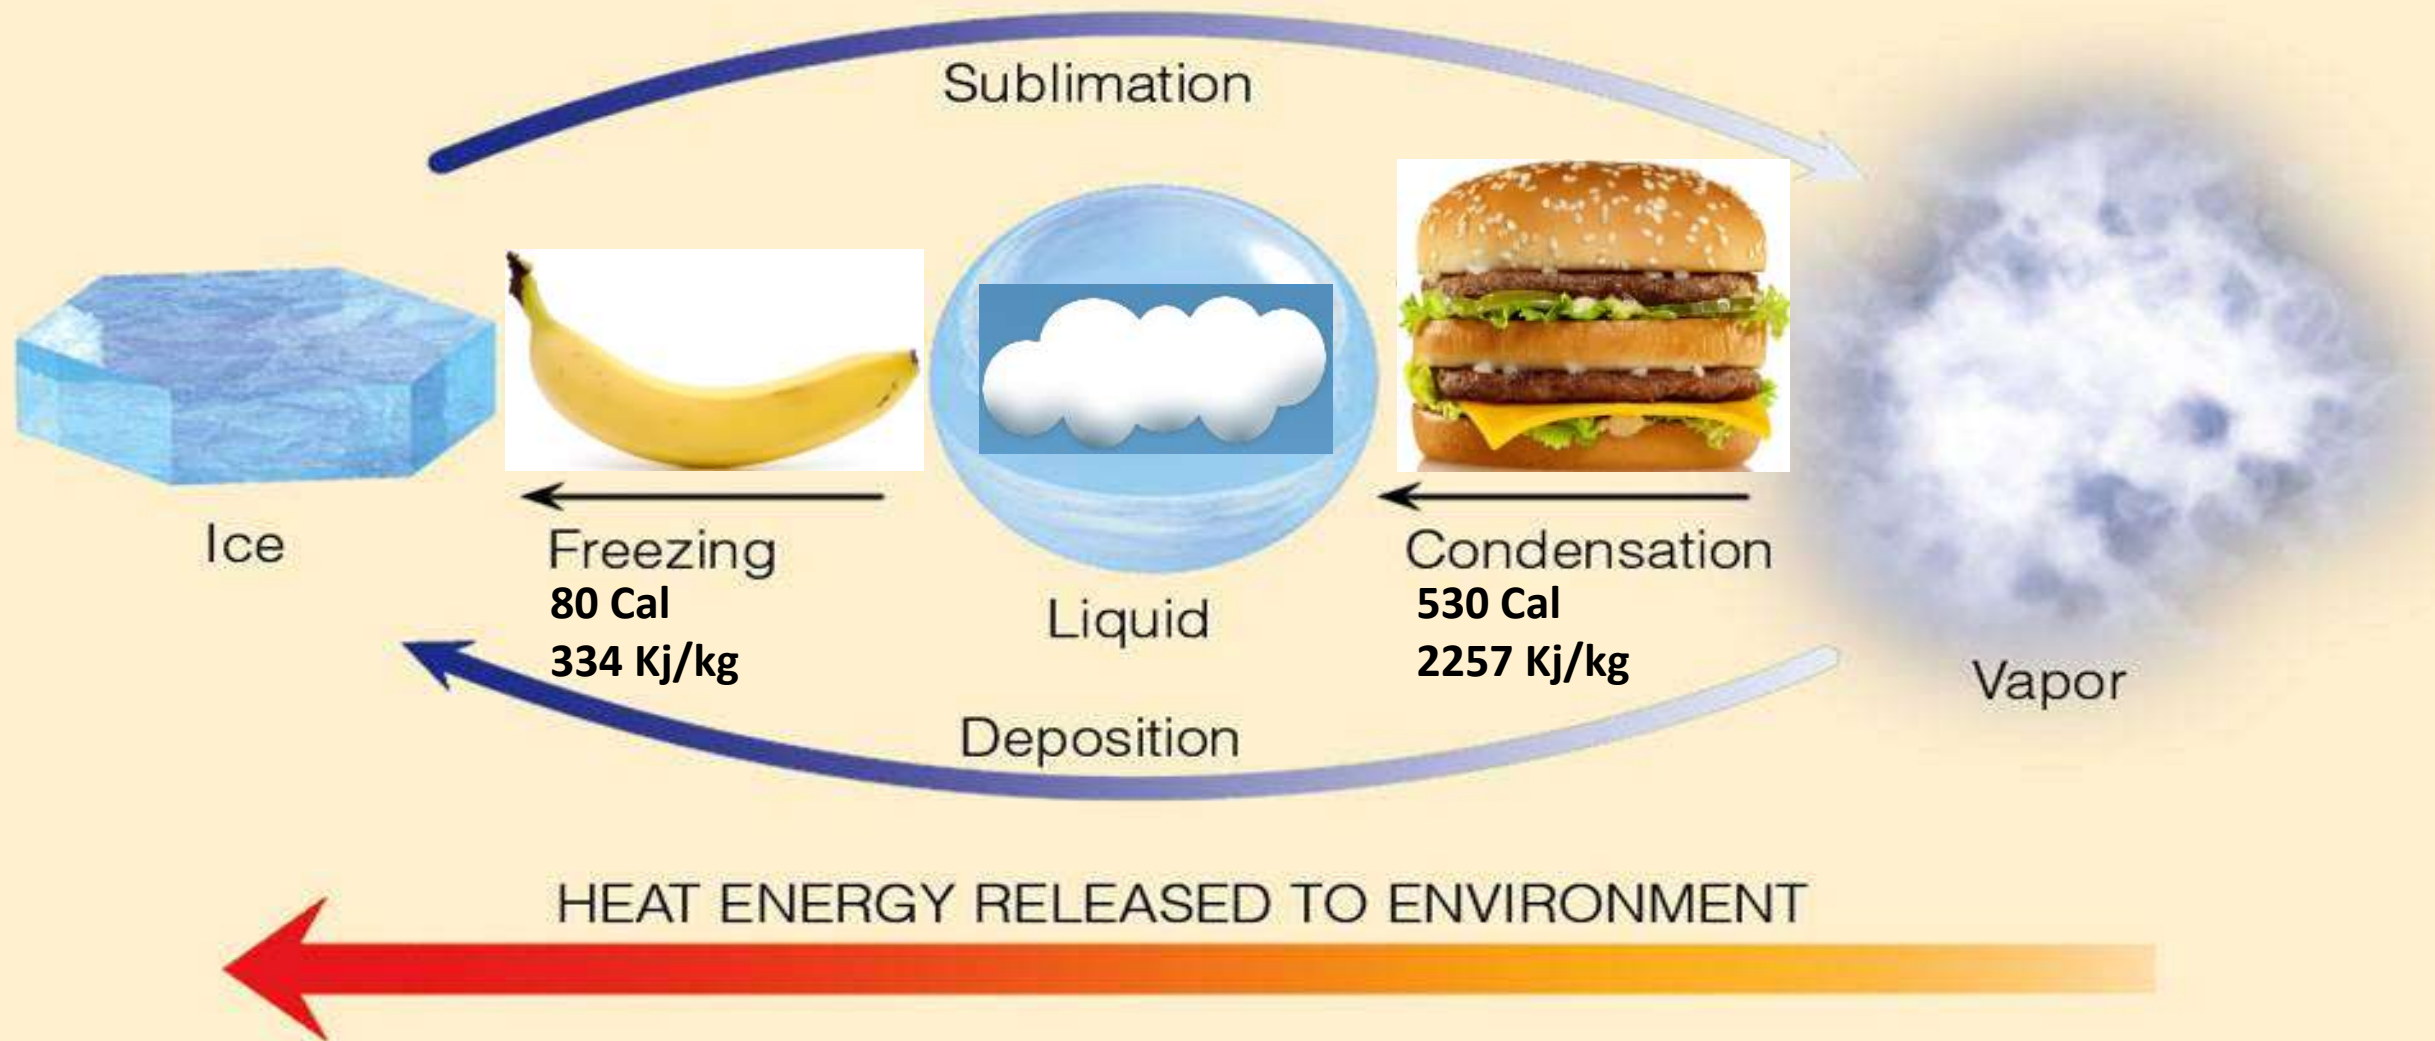 Sublimation
Ice
Freezing
80 Cal
334 Kj/kg
Liquid
Condensation
530 Cal
2257 Kj/kg
Vapor
Deposition
HEAT ENERGY RELEASED TO ENVIRONMENT